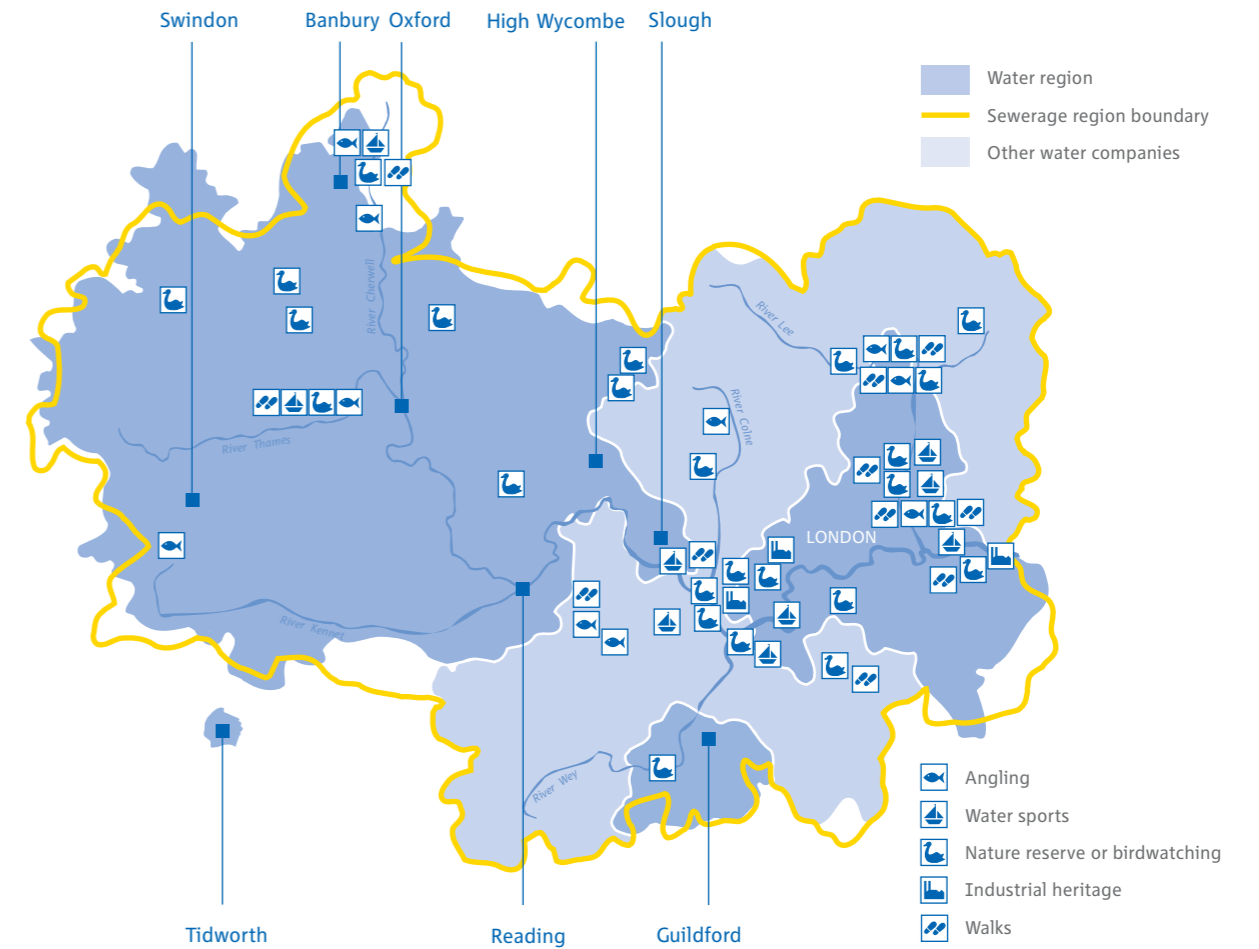 Swindon
Banbury
Oxford
High Wycombe
Slough
Water region
Sewerage region boundary
Other water companies
River Cherwell
River Lee
River Colne
River Thames
LONDON
River Kennet
River Wey
Angling
Water sports
Nature reserve or birdwatching
Industrial heritage
Walks
Tidworth
Reading
Guildford